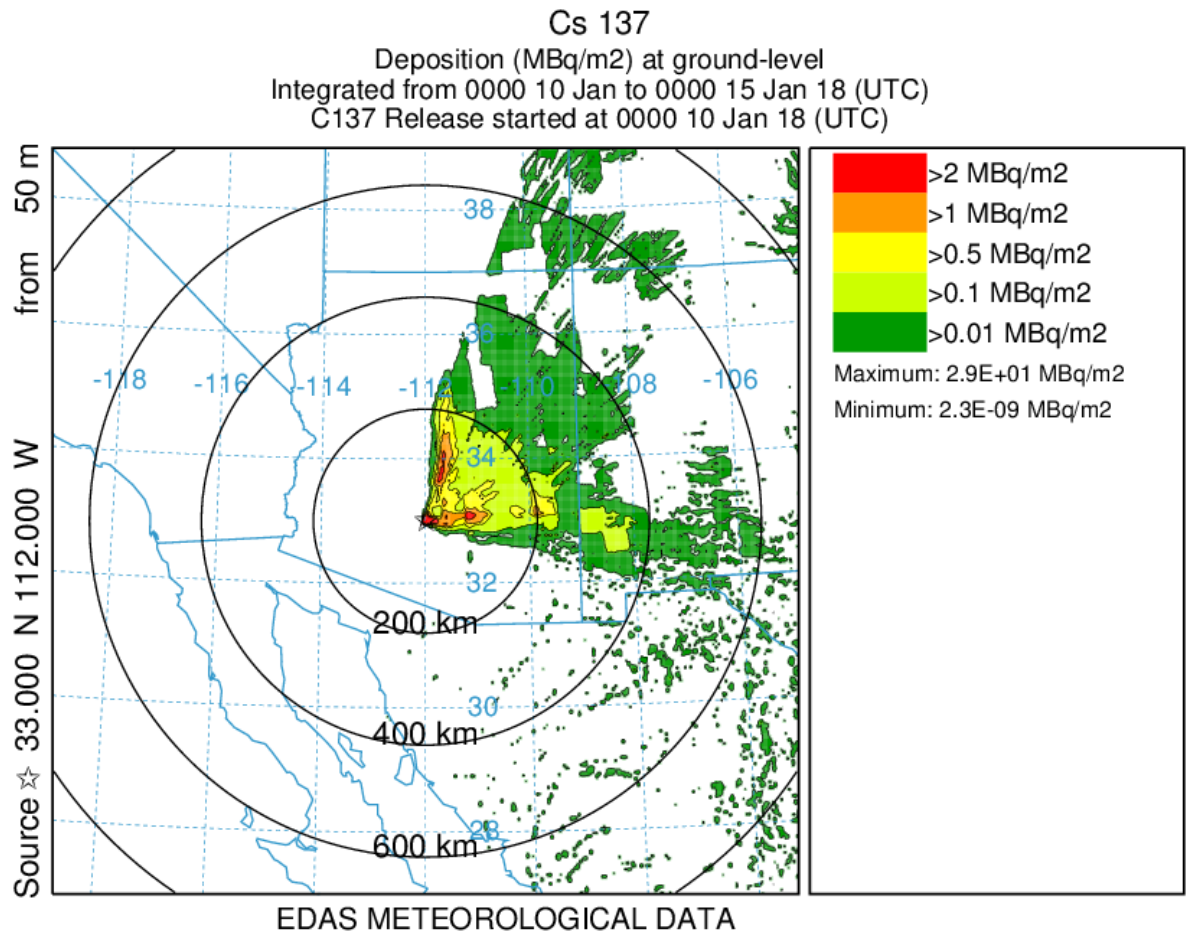 Cs 137
Deposition (MBq/m2) at ground-level
Integrated from 0000 10 Jan to 0000 15 Jan 18 (UTC)
C137 Release started at 0000 10 Jan 18 (UTC)
Source ☆ 33.000 N 112.000 W from 50 m
38
36
-118
-116
-114
-112
-110
-108
-106
34
32
200 km
30
400 km
28
600 km
>2 MBq/m2
>1 MBq/m2
>0.5 MBq/m2
>0.1 MBq/m2
>0.01 MBq/m2
Maximum: 2.9E+01 MBq/m2
Minimum: 2.3E-09 MBq/m2
EDAS METEOROLOGICAL DATA